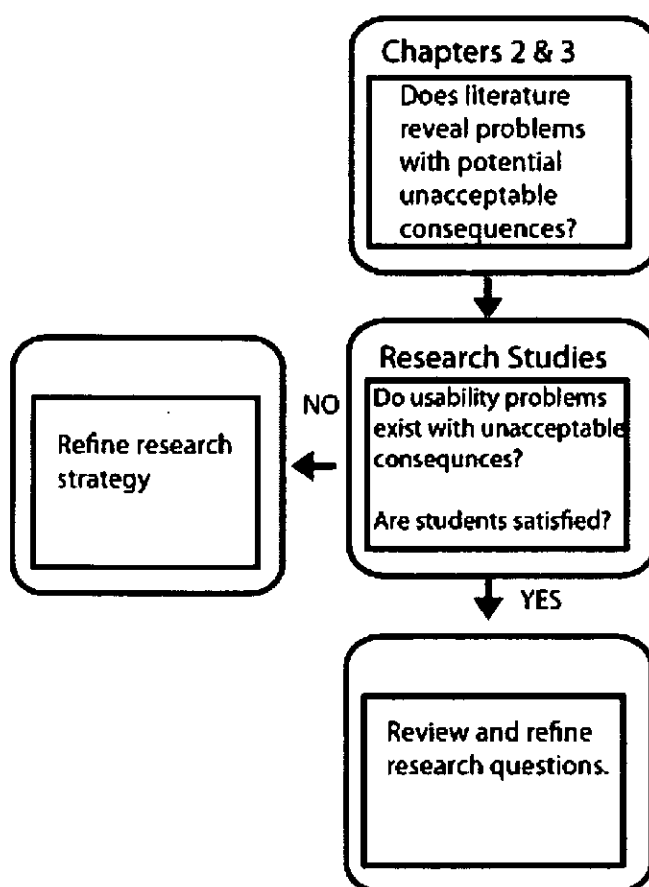 Chapters 2 & 3
Does literature
reveal problems
with potential
unacceptable
consequences?
Research Studies
Do usability problems
exist with unacceptable
consequnces?
Are students satisfied?
NO
Refine research
strategy
YES
Review and refine
research questions.